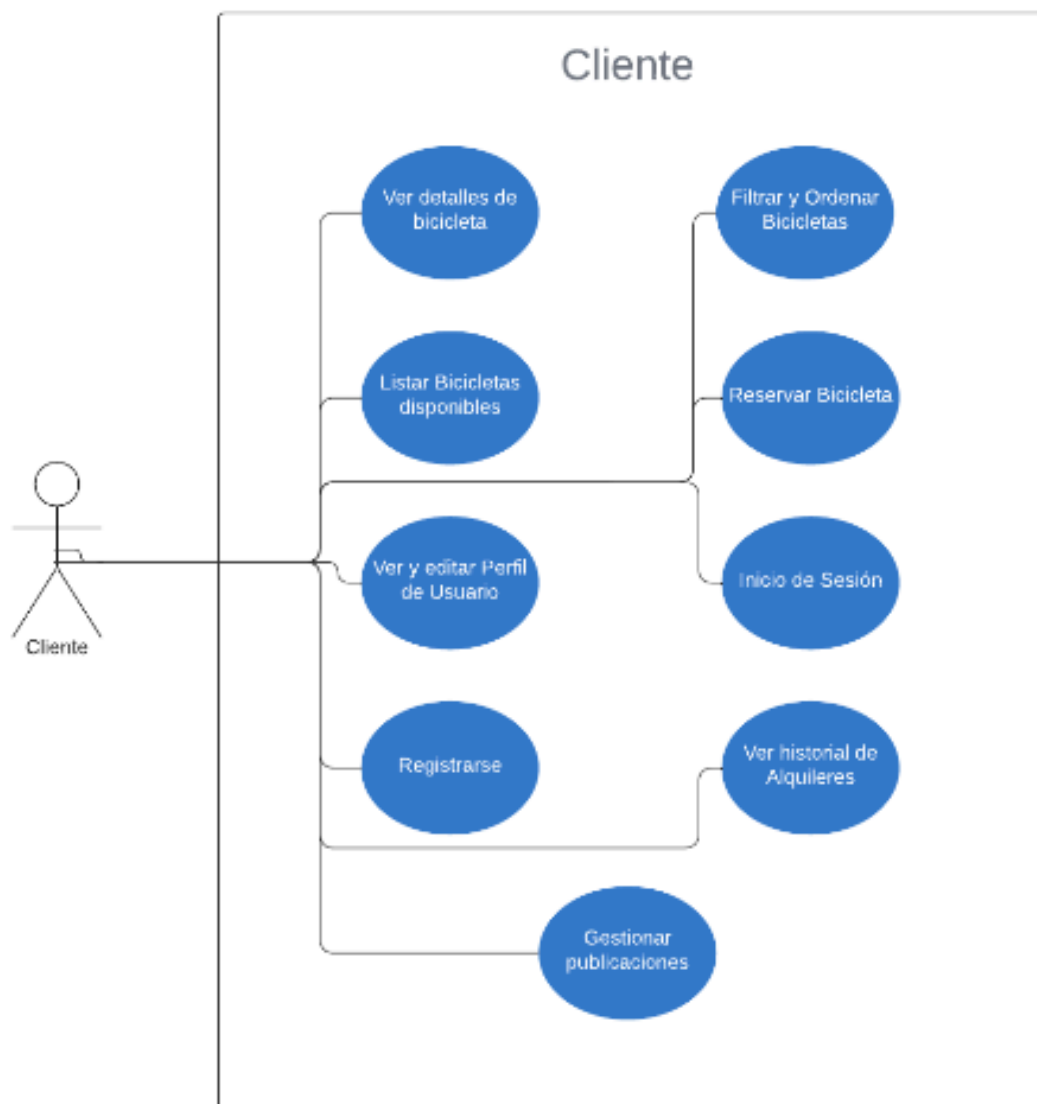 Cliente
Ver detalles de
bicicleta
Filtrar y Ordenar
Bicicletas
Listar Bicicletas
disponibles
Reservar Bicicleta
Ver y editar Perfil
de Usuario
Inicio de Sesión
Cliente
Registrarse
Ver historial de
Alquileres
Gestionar
publicaciones